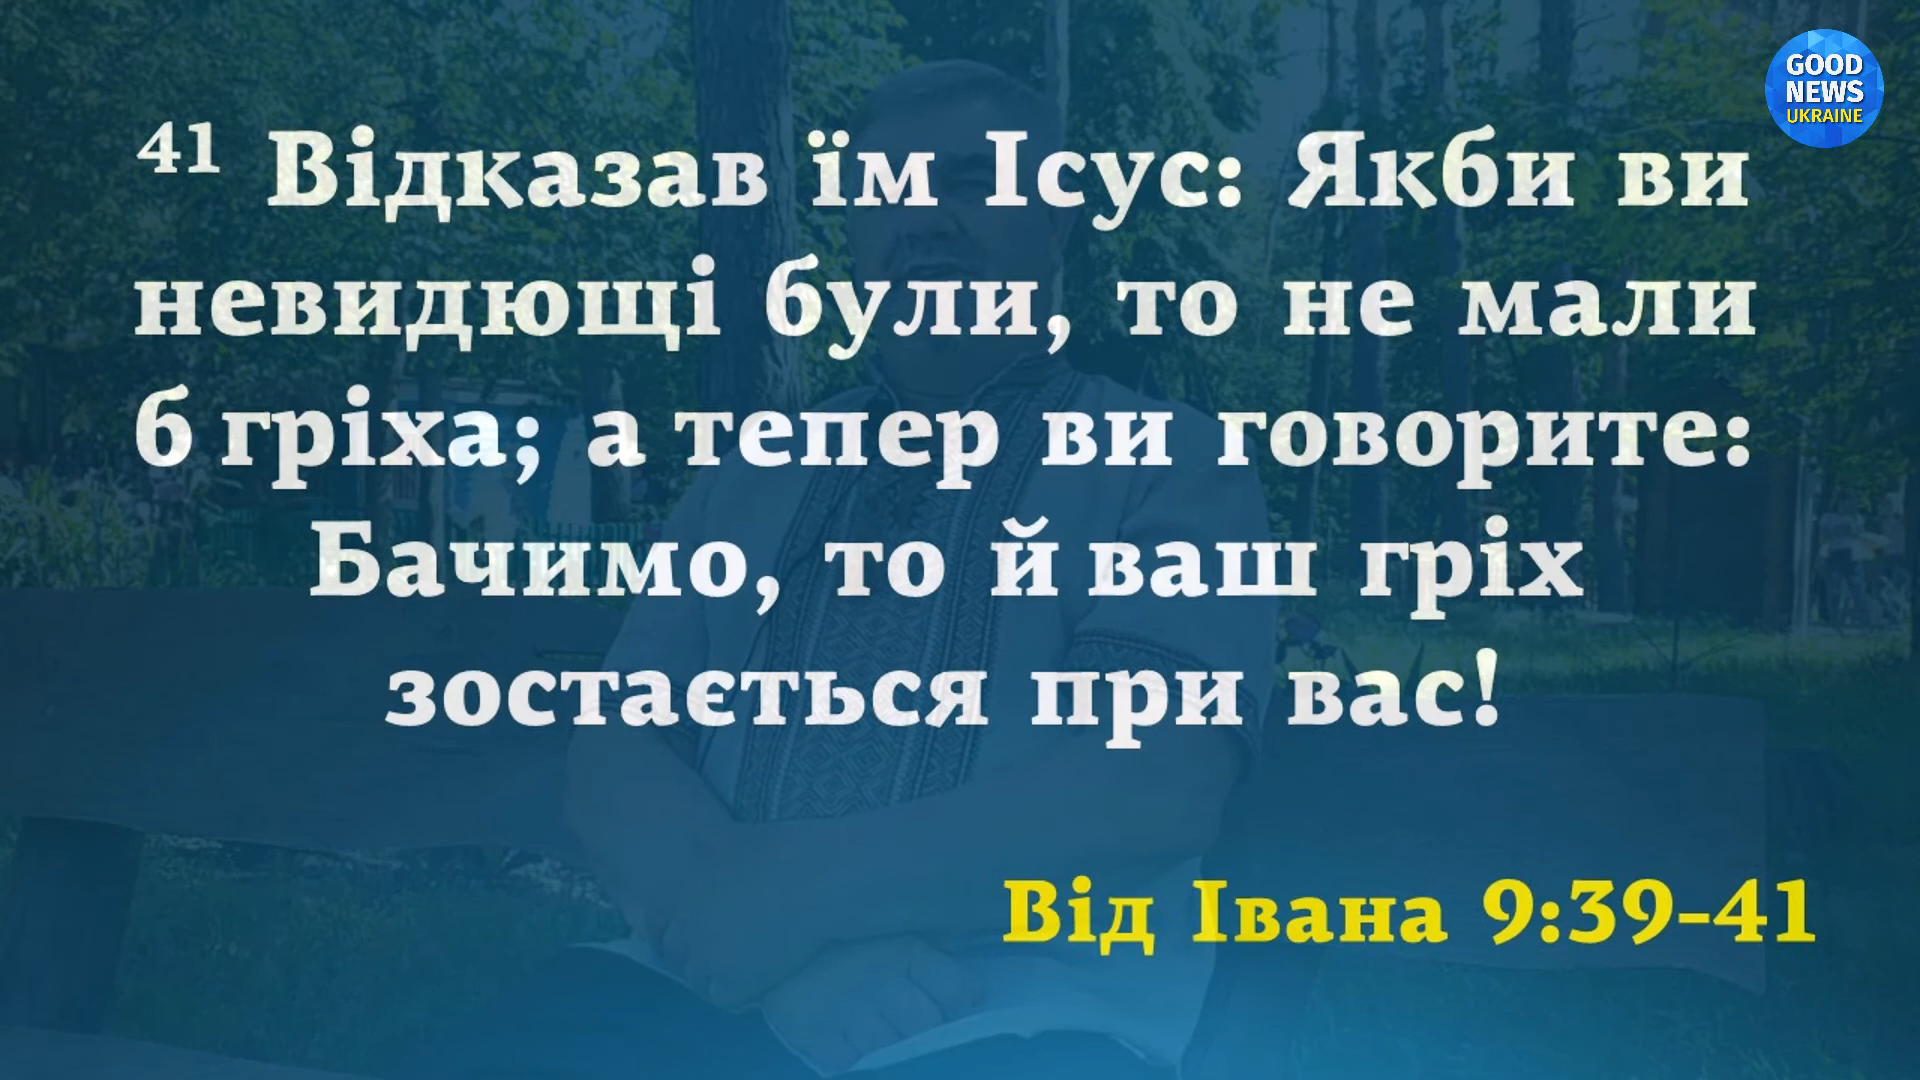 GOOD
NEWS
UKRAINE
41 Відказав їм Ісус: Якби ви
невидющі були, то не мали
б гріха; а тепер ви говорите:
Бачимо, то й ваш гріх
зостається при вас!
Від Івана 9:39-41